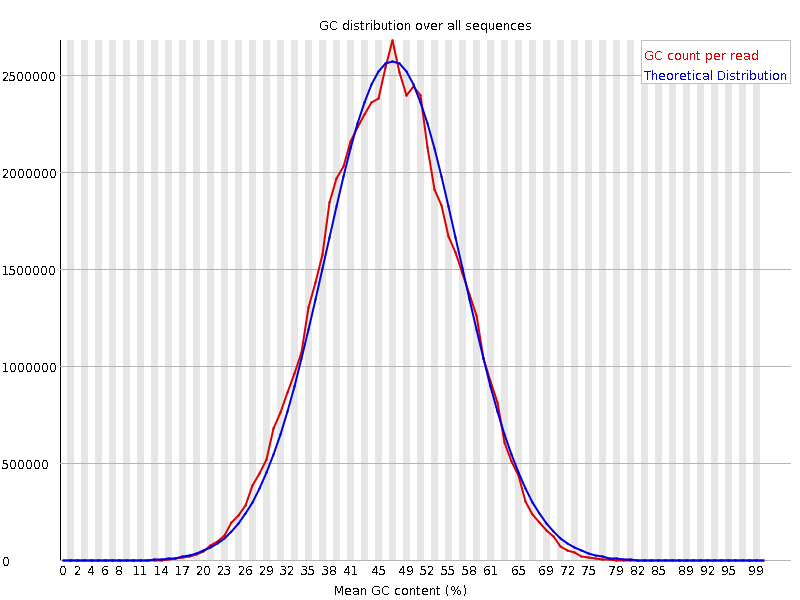 GC distribution over all sequences
GC count per read
Theoretical Distribution
2500000
2000000
1500000
1000000
500000
0
0 2 4 6 8 11 14 17 20 23 26 29 32 35 38 41 45 49 52 55 58 61 65 69 72 75 79 82 85 89 92 95 99
Mean GC content (%)